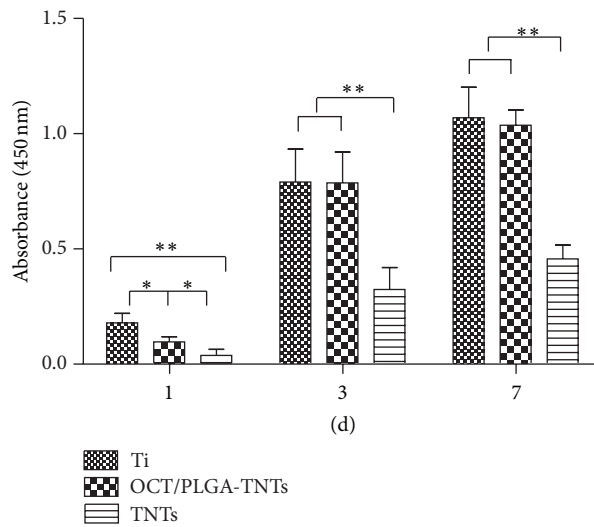 1.5
**
**
1.0
Absorbance (450 nm)
0.5
**
*
*
0.0
1
3
7
(d)
Ti
OCT/PLGA-TNTs
TNTs